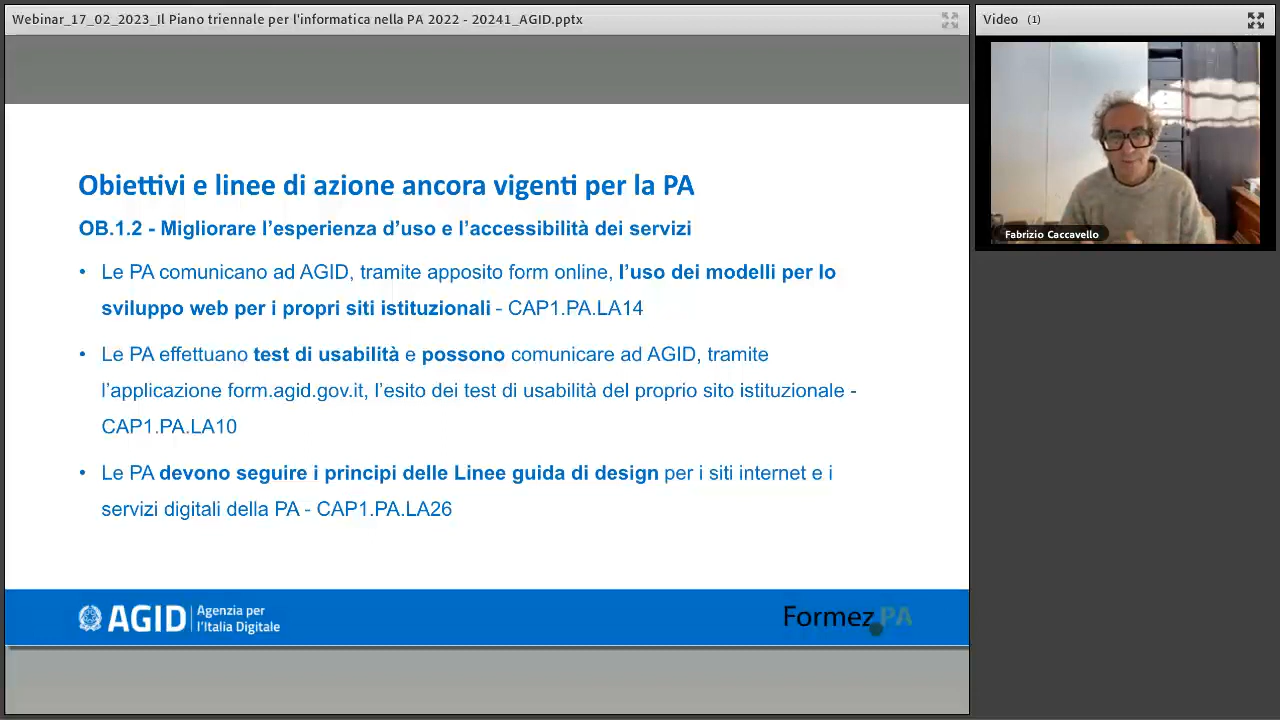 Webinar_17_02_2023_Il Piano triennale per l'informatica nella PA 2022 - 20241_AGID.pptx
Video (1)
Fabrizio Caccavello
Obiettivi e linee di azione ancora vigenti per la PA
OB.1.2 - Migliorare l’esperienza d’uso e l’accessibilità dei servizi
• Le PA comunicano ad AGID, tramite apposito form online, l’uso dei modelli per lo
sviluppo web per i propri siti istituzionali - CAP1.PA.LA14
• Le PA effettuano test di usabilità e possono comunicare ad AGID, tramite
l’applicazione form.agid.gov.it, l’esito dei test di usabilità del proprio sito istituzionale -
CAP1.PA.LA10
• Le PA devono seguire i principi delle Linee guida di design per i siti internet e i
servizi digitali della PA - CAP1.PA.LA26
AGID
Agenzia per
l’Italia Digitale
Formez PA